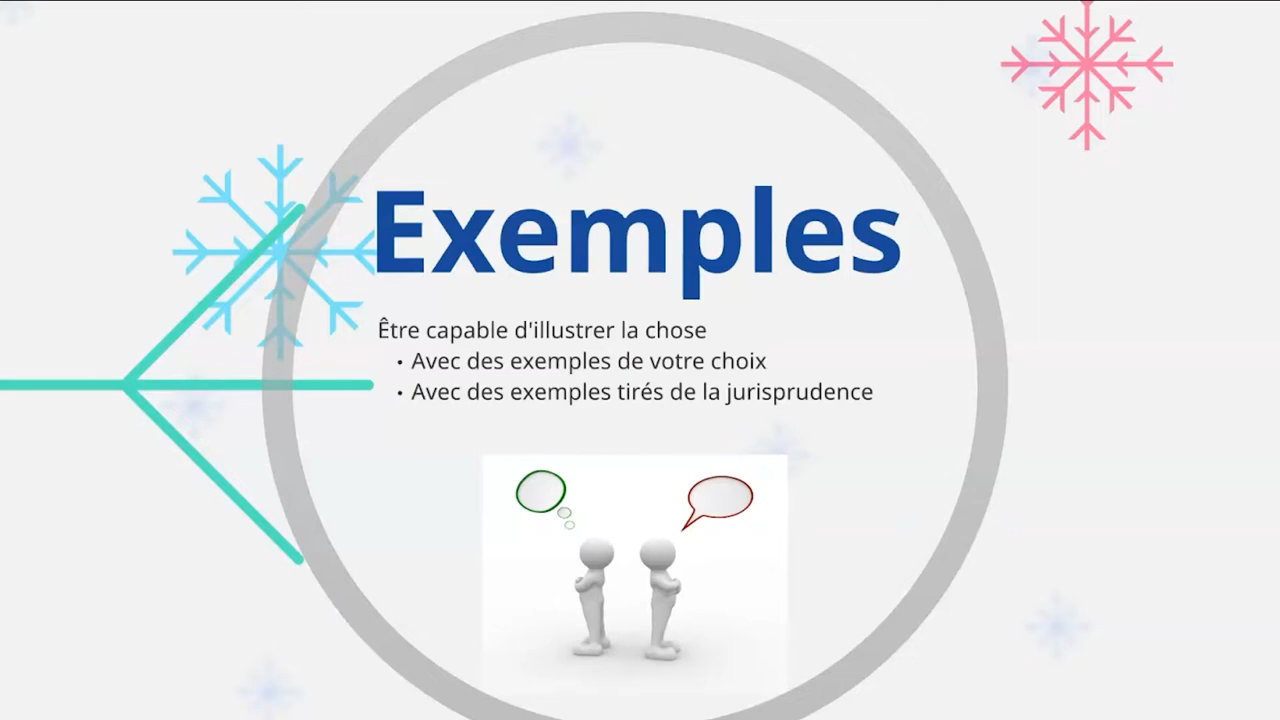 Exemples
Être capable d'illustrer la chose
• Avec des exemples de votre choix
• Avec des exemples tirés de la jurisprudence